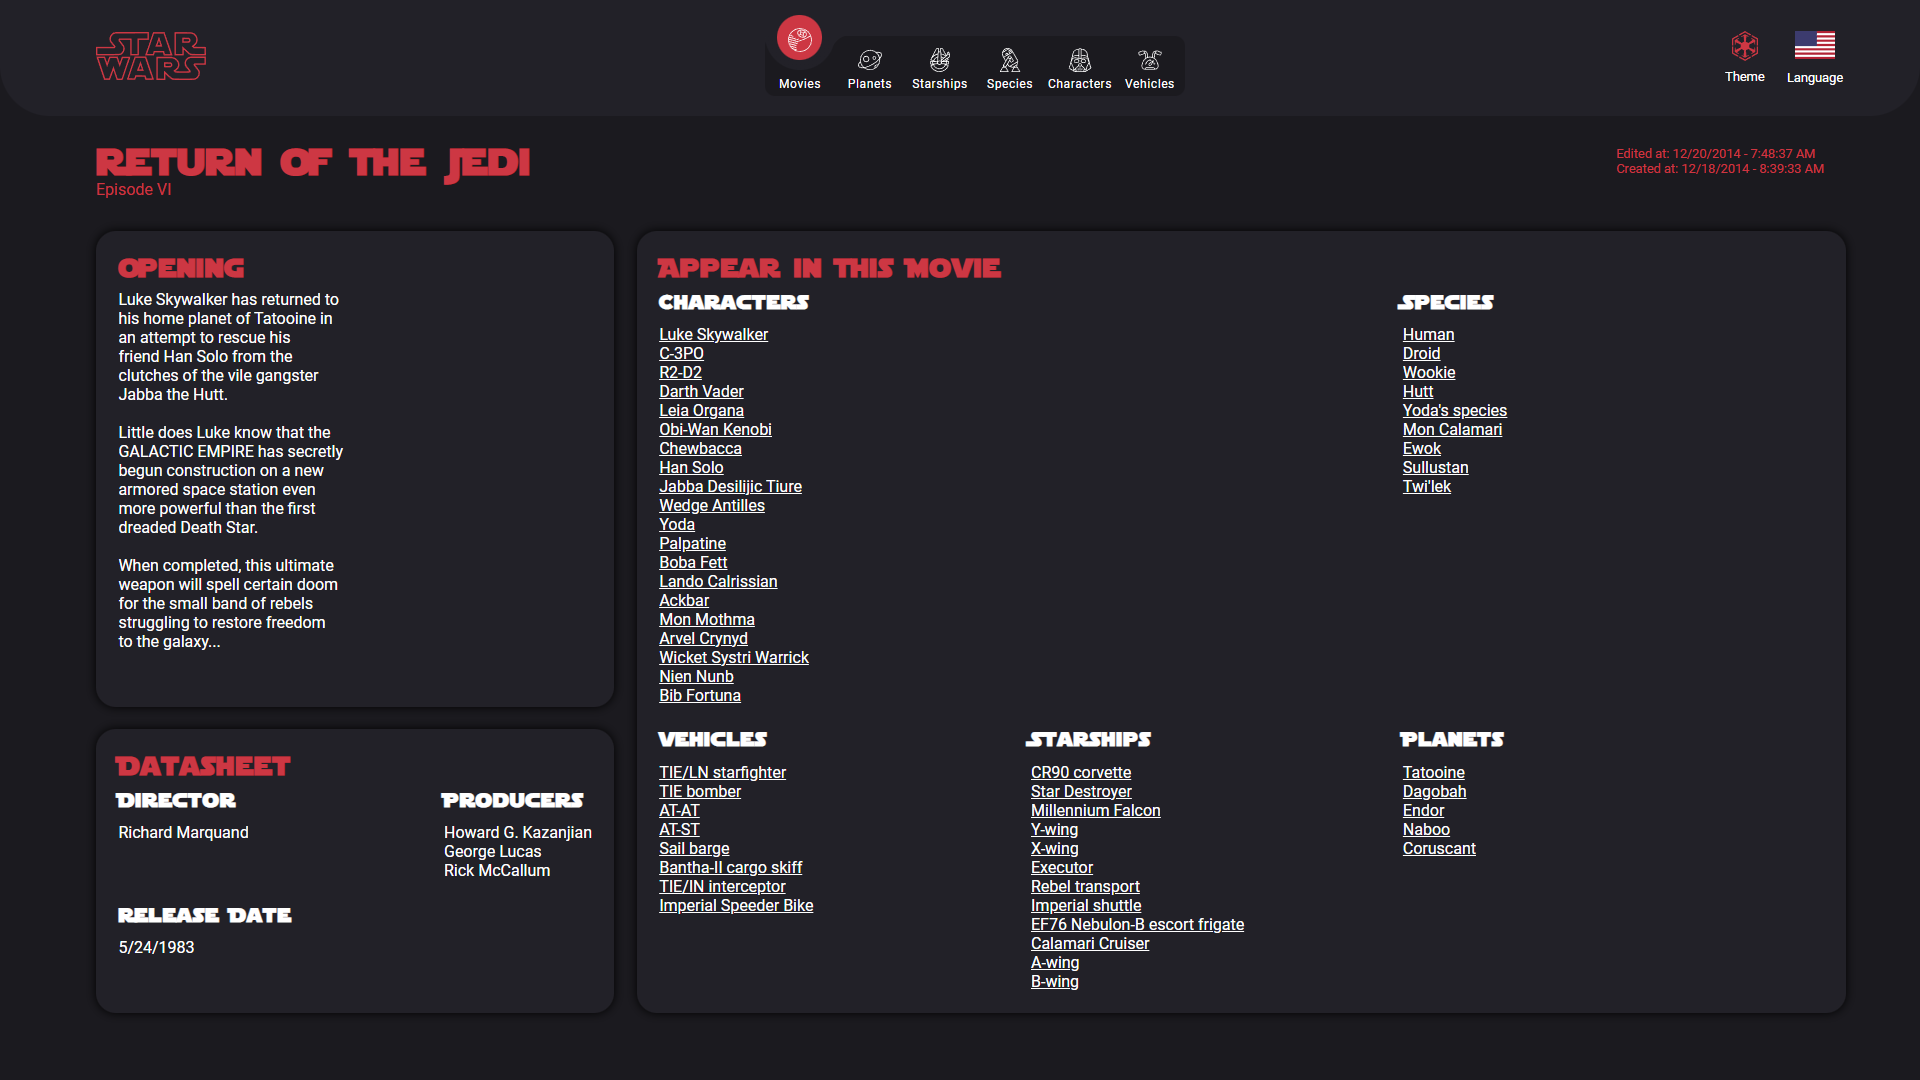 STAR
WARS
Movies
Planets
Starships
Species
Characters
Vehicles
Theme
Language
Return of the Jedi
Episode VI
Edited at: 12/20/2014 - 7:48:37 AM
Created at: 12/18/2014 - 8:39:33 AM
Opening
Luke Skywalker has returned to
his home planet of Tatooine in
an attempt to rescue his
friend Han Solo from the
clutches of the vile gangster
Jabba the Hutt.
Little does Luke know that the
GALACTIC EMPIRE has secretly
begun construction on a new
armored space station even
more powerful than the first
dreaded Death Star.
When completed, this ultimate
weapon will spell certain doom
for the small band of rebels
struggling to restore freedom
to the galaxy...
Datasheet
Director
Richard Marquand
Producers
Howard G. Kazanjian
George Lucas
Rick McCallum
Release Date
5/24/1983
Appear in this Movie
Characters
Luke Skywalker
C-3PO
R2-D2
Darth Vader
Leia Organa
Obi-Wan Kenobi
Chewbacca
Han Solo
Jabba Desilijic Tiure
Wedge Antilles
Yoda
Palpatine
Boba Fett
Lando Calrissian
Ackbar
Mon Mothma
Arvel Crynyd
Wicket Systri Warrick
Nien Nunb
Bib Fortuna
Species
Human
Droid
Wookie
Hutt
Yoda's species
Mon Calamari
Ewok
Sullustan
Twi'lek
Vehicles
TIE/LN starfighter
TIE bomber
AT-AT
AT-ST
Sail barge
Bantha-II cargo skiff
TIE/IN interceptor
Imperial Speeder Bike
Starships
CR90 corvette
Star Destroyer
Millennium Falcon
Y-wing
X-wing
Executor
Rebel transport
Imperial shuttle
EF76 Nebulon-B escort frigate
Calamari Cruiser
A-wing
B-wing
Planets
Tatooine
Dagobah
Endor
Naboo
Coruscant